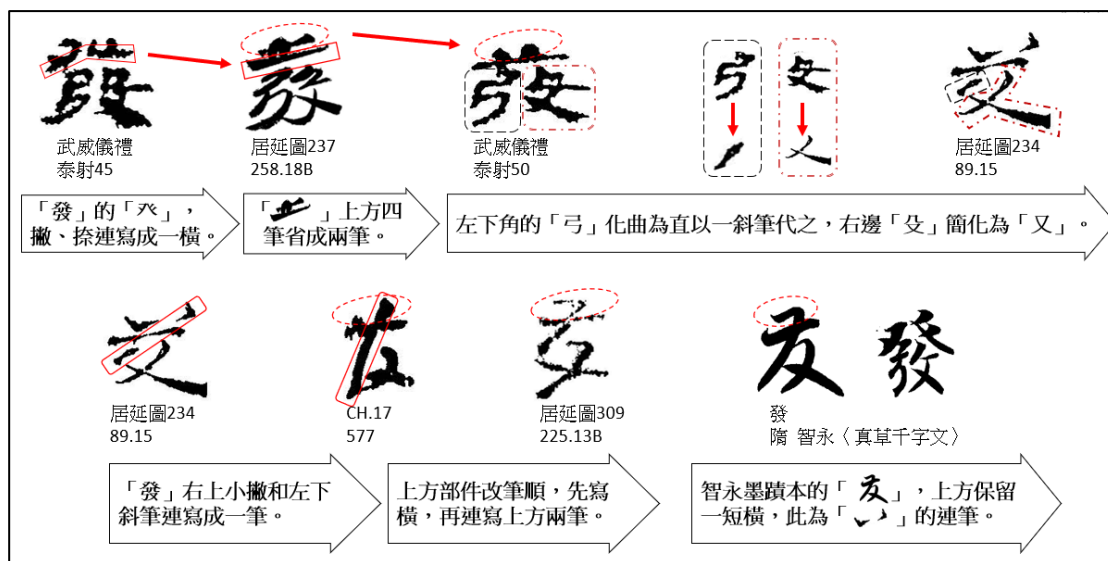 武威儀禮
泰射45
居延圖237
258.18B
武威儀禮
泰射50
居延圖234
89.15
「發」的「癶」，
撇、捺連寫成一橫。
「」上方四
筆省成兩筆。
左下角的「弓」化曲為直以一斜筆代之，右邊「殳」簡化為「又」。
居延圖234
89.15
CH.17
577
居延圖309
225.13B
發
隋 智永〈真草千字文〉
「發」右上小撇和左下
斜筆連寫成一筆。
上方部件改筆順，先寫
橫，再連寫上方兩筆。
智永墨蹟本的「」，上方保留
一短橫，此為「」的連筆。